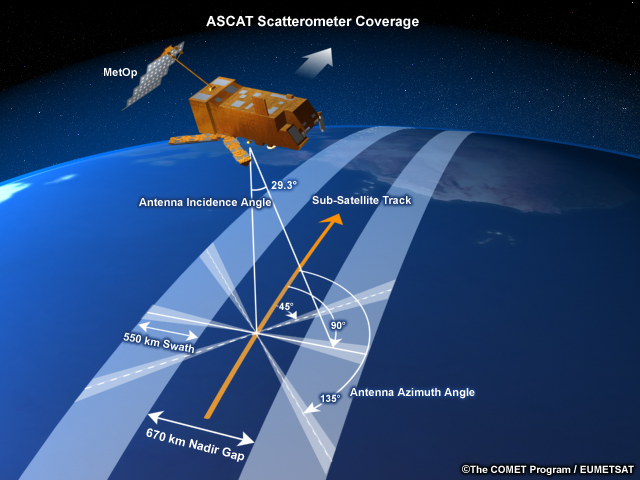 ASCAT Scatterometer Coverage
MetOp
29.3°
Antenna Incidence Angle
Sub-Satellite Track
45°
90°
550 km Swath
135°
Antenna Azimuth Angle
670 km Nadir Gap
©The COMET Program / EUMETSAT